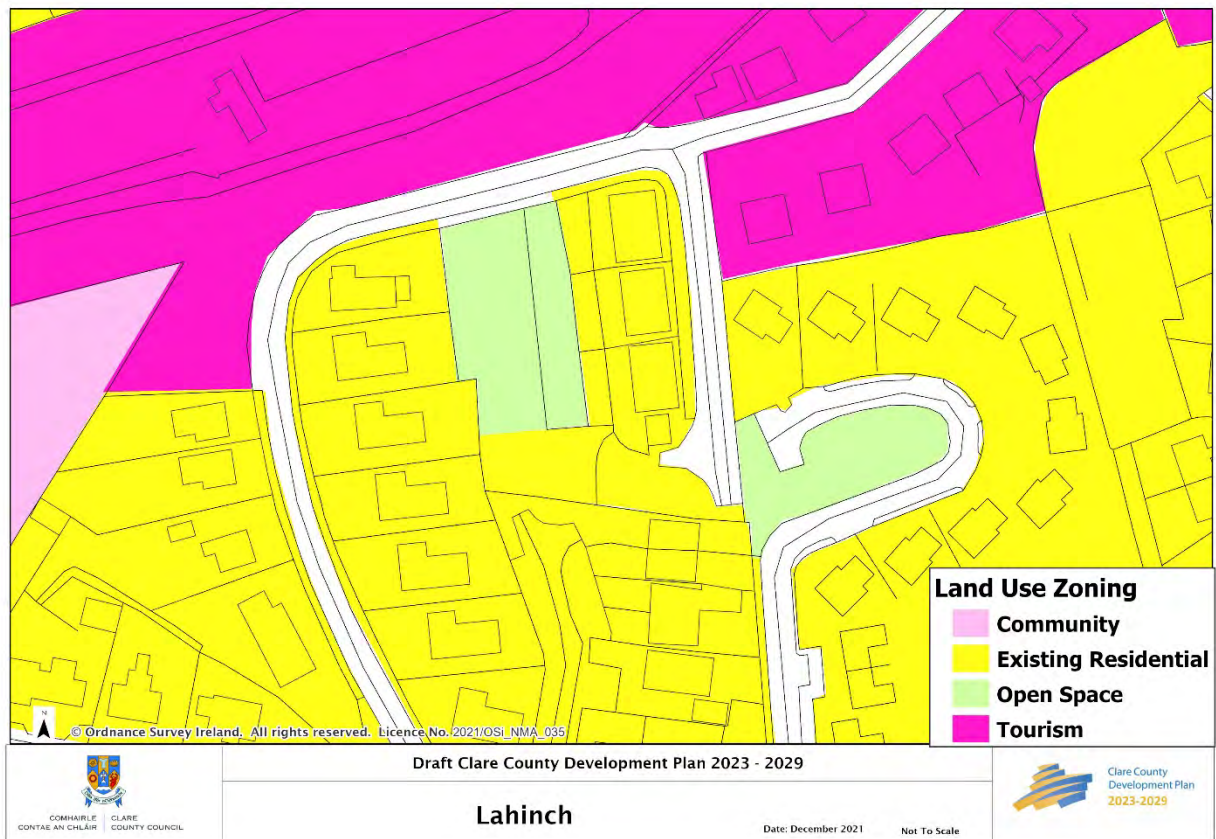 Land Use Zoning
Community
Existing Residential
Open Space
Tourism
N
© Ordnance Survey Ireland. All rights reserved. Licence No. 2021/OSi_NMA_035
Draft Clare County Development Plan 2023 - 2029
Lahinch
Date: December 2021 Not To Scale
COMHAIRLE CLARE
CONTAE AN CHLÁIR COUNTY COUNCIL
Clare County
Development Plan
2023-2029